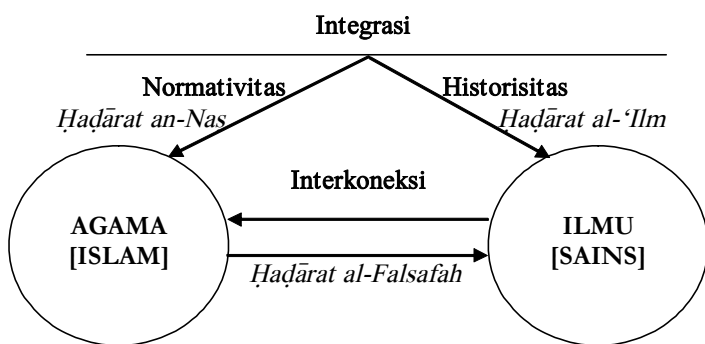 Integrasi
Normativitas Historisitas
Ḥaḍārat an-Nas Ḥaḍārat al-‘Ilm
Interkoneksi
AGAMA ILMU
[ISLAM] [SAINS]
Ḥaḍārat al-Falsafah